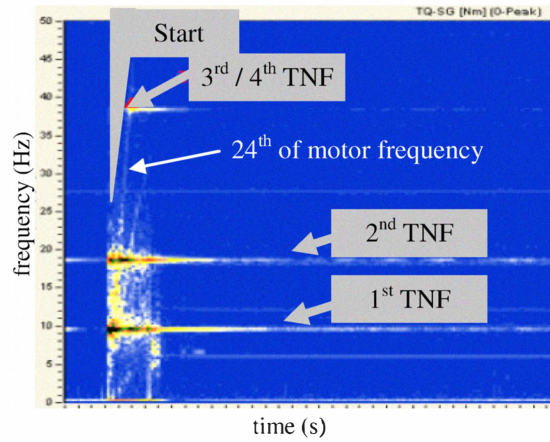 TQ-SG [Nm] (0-Peak)
50
Start
3rd / 4th TNF
40
35
30
24th of motor frequency
25
20
2nd TNF
15
1st TNF
10
5
0
frequency (Hz)
time (s)